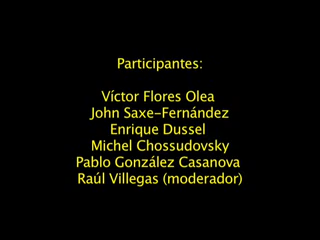 Participantes:
Víctor Flores Olea
John Saxe-Fernández
Enrique Dussel
Michel Chossudovsky
Pablo González Casanova
Raúl Villegas (moderador)